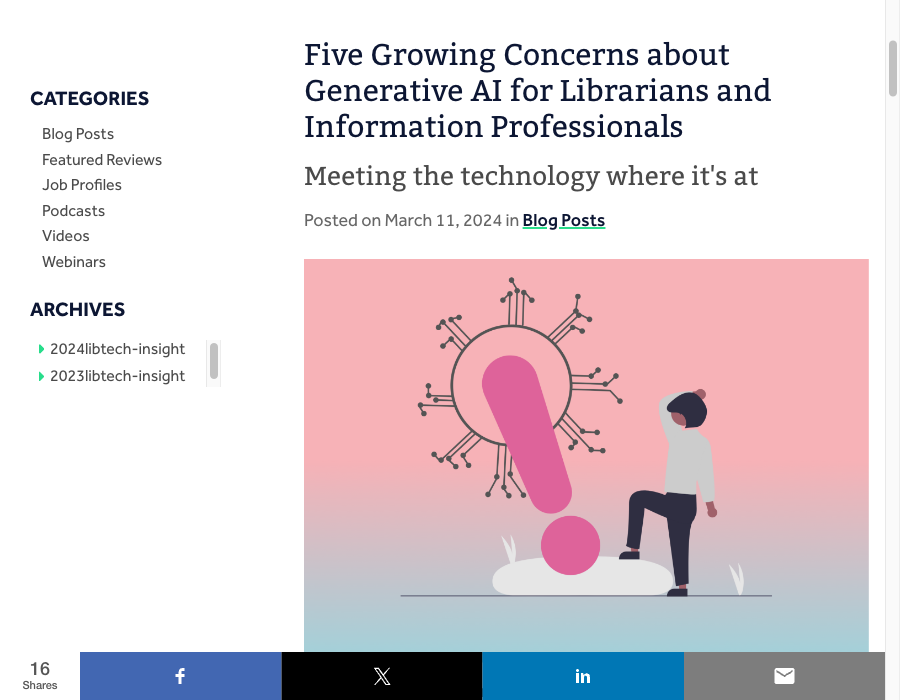 CATEGORIES
Blog Posts
Featured Reviews
Job Profiles
Podcasts
Videos
Webinars
ARCHIVES
2024libtech-insight
2023libtech-insight
Five Growing Concerns about
Generative AI for Librarians and
Information Professionals
Meeting the technology where it's at
Posted on March 11, 2024 in Blog Posts
16
Shares